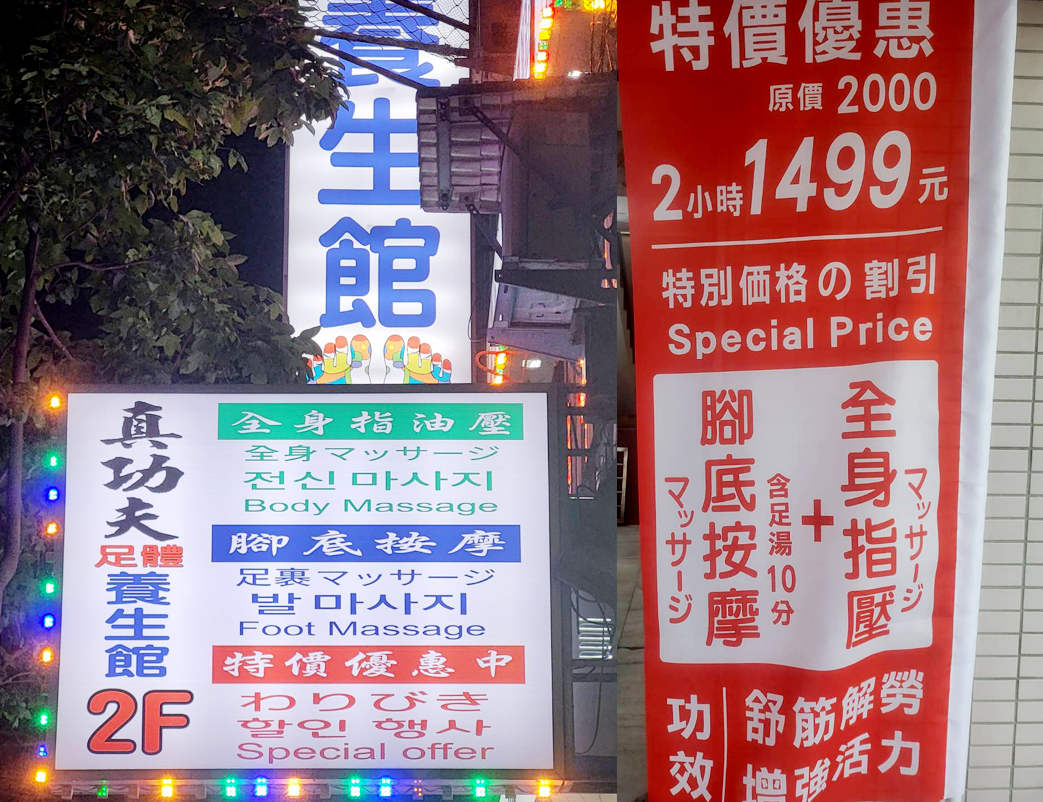 養生館
真功夫
足體
養生館
2F
全身指油壓
全身マッサージ
전신 마사지
Body Massage
腳底按摩
足裏マッサージ
발 마사지
Foot Massage
特價優惠中
わりびき
할인 행사
Special offer
特價優惠
原價 2000
2小時1499元
特別価格の割引
Special Price
全身指壓
マッサージ
+
腳底按摩
含足湯10分
マッサージ
功效
舒筋解勞
增強活力